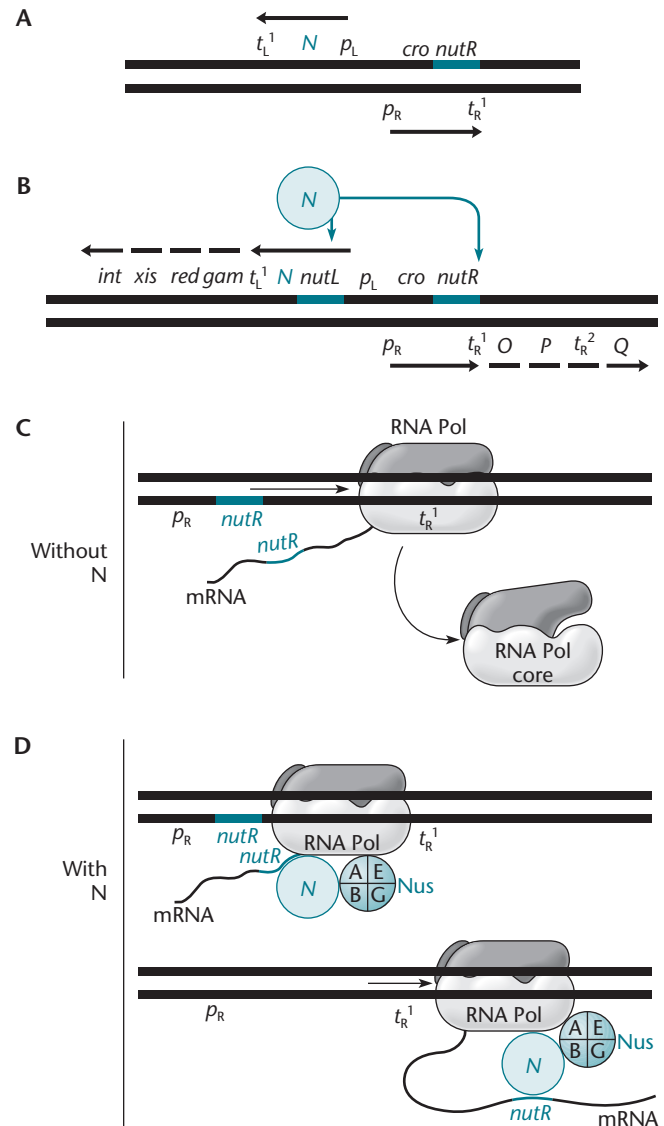 A
t_L^1 N p_L cro nutR
p_R t_R^1
B
N
int xis red gam t_L^1 N nutL p_L cro nutR
p_R t_R^1 O P t_R^2 Q
C
RNA Pol
p_R nutR t_R^1
Without
N
nutR
mRNA
RNA Pol
core
D
p_R nutR t_R^1
RNA Pol
nutR
With
N
A E
N Nus
B G
mRNA
p_R t_R^1
RNA Pol
A E
Nus
B G
N
nutR mRNA